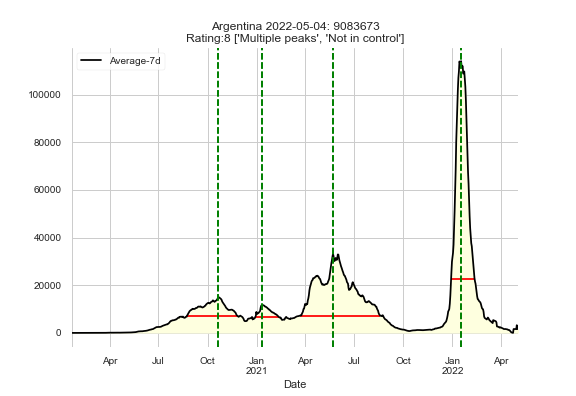 Argentina 2022-05-04: 9083673
Rating:8 ['Multiple peaks', 'Not in control']
Average-7d
100000
80000
60000
40000
20000
0
Apr Jul Oct Jan Apr Jul Oct Jan Apr
2021 2022
Date